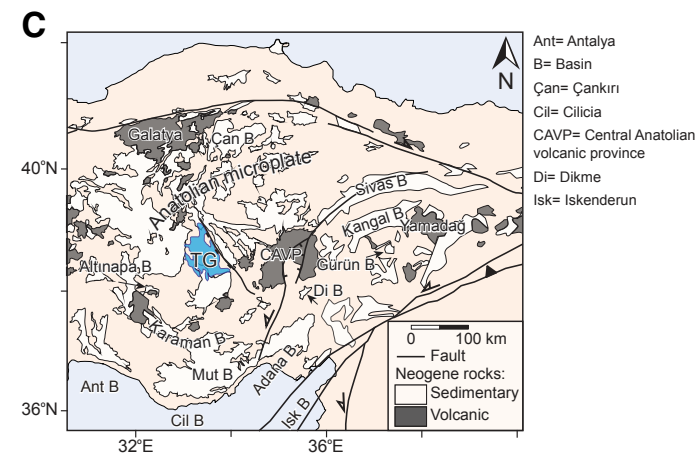 C
N
Galatya
Çan B
40°N
Anatolian microplate
Sivas B
Kangal B
Yamadağ
TG
CAVP
Gürün B
Altınapa B
Di B
Karaman B
0 100 km
Fault
Neogene rocks:
Sedimentary
Volcanic
Mut B
Adana B
Ant B
Isk B
36°N
Cil B
32°E
36°E
Ant= Antalya
B= Basin
Çan= Çankırı
Cil= Cilicia
CAVP= Central Anatolian
volcanic province
Di= Dikme
Isk= Iskenderun